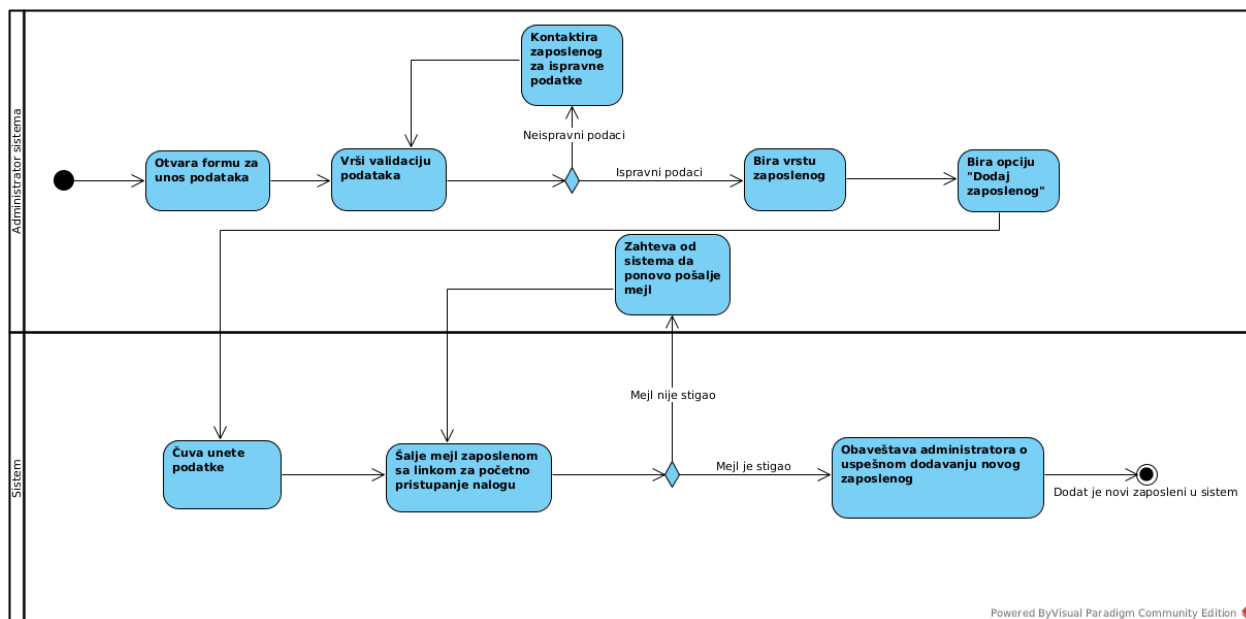 Administrator sistema
Kontaktira
zaposlenog
za ispravne
podatke
Neispravni podaci
Otvara formu za
unos podataka
Vrši validaciju
podataka
Ispravni podaci
Bira vrstu
zaposlenog
Bira opciju
"Dodaj
zaposlenog"
Zahteva od
sistema da
ponovo pošalje
mejl
Sistem
Mejl nije stigao
Čuva unete
podatke
Šalje mejl zaposlenom
sa linkom za početno
pristupanje nalogu
Mejl je stigao
Obaveštava administratora o
uspešnom dodavanju novog
zaposlenog
Dodat je novi zaposleni u sistem
Powered ByVisual Paradigm Community Edition